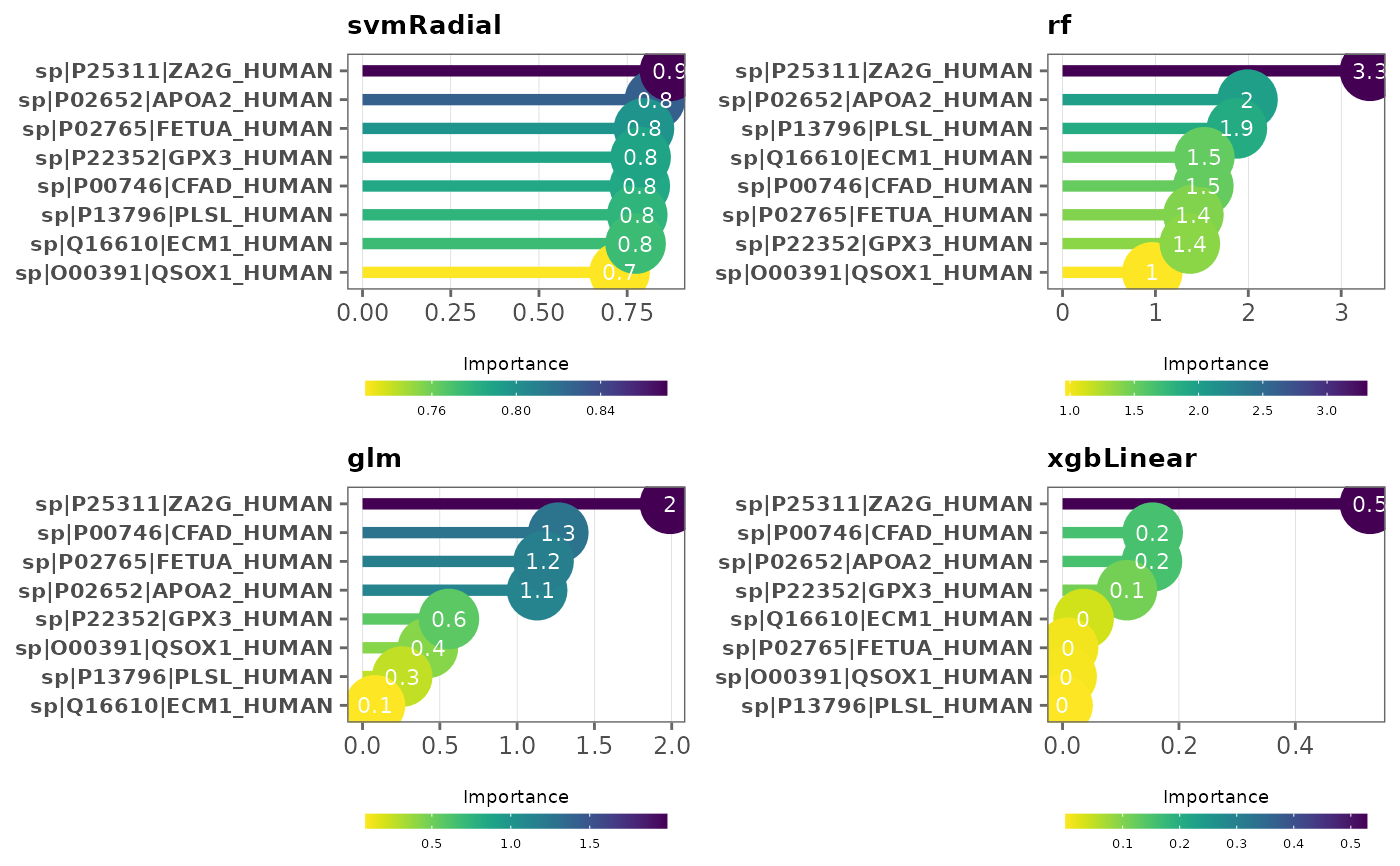 svmRadial
sp|P25311|ZA2G_HUMAN 0.9
sp|P02652|APOA2_HUMAN 0.8
sp|P02765|FETUA_HUMAN 0.8
sp|P22352|GPX3_HUMAN 0.8
sp|P00746|CFAD_HUMAN 0.8
sp|P13796|PLSL_HUMAN 0.8
sp|Q16610|ECM1_HUMAN 0.8
sp|O00391|QSOX1_HUMAN 0.7
0.00 0.25 0.50 0.75
Importance
0.76 0.80 0.84
rf
sp|P25311|ZA2G_HUMAN 3.3
sp|P02652|APOA2_HUMAN 2
sp|P13796|PLSL_HUMAN 1.9
sp|Q16610|ECM1_HUMAN 1.5
sp|P00746|CFAD_HUMAN 1.5
sp|P02765|FETUA_HUMAN 1.4
sp|P22352|GPX3_HUMAN 1.4
sp|O00391|QSOX1_HUMAN 1
0 1 2 3
Importance
1.0 1.5 2.0 2.5 3.0
glm
sp|P25311|ZA2G_HUMAN 2
sp|P00746|CFAD_HUMAN 1.3
sp|P02765|FETUA_HUMAN 1.2
sp|P02652|APOA2_HUMAN 1.1
sp|P22352|GPX3_HUMAN 0.6
sp|O00391|QSOX1_HUMAN 0.4
sp|P13796|PLSL_HUMAN 0.3
sp|Q16610|ECM1_HUMAN 0.1
0.0 0.5 1.0 1.5 2.0
Importance
0.5 1.0 1.5
xgbLinear
sp|P25311|ZA2G_HUMAN 0.5
sp|P00746|CFAD_HUMAN 0.2
sp|P02652|APOA2_HUMAN 0.2
sp|P22352|GPX3_HUMAN 0.1
sp|Q16610|ECM1_HUMAN 0
sp|P02765|FETUA_HUMAN 0
sp|O00391|QSOX1_HUMAN 0
sp|P13796|PLSL_HUMAN 0
0.0 0.2 0.4
Importance
0.1 0.2 0.3 0.4 0.5